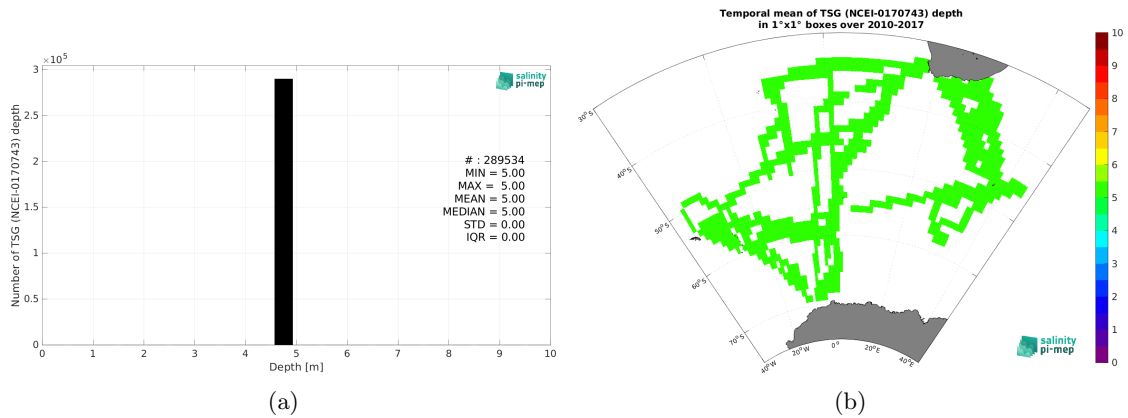 ×10⁵
3
2.5
2
1.5
1
0.5
0
Number of TSG (NCEI-0170743) depth
0 1 2 3 4 5 6 7 8 9 10
Depth [m]
salinity
pi-mep
# : 289534
MIN = 5.00
MAX = 5.00
MEAN = 5.00
MEDIAN = 5.00
STD = 0.00
IQR = 0.00
(a)
Temporal mean of TSG (NCEI-0170743) depth
in 1°x1° boxes over 2010-2017
30°S
40°S
50°S
60°S
70°S
40°W
20°W
0°
20°E
40°E
10
9
8
7
6
5
4
3
2
1
0
salinity
pi-mep
(b)